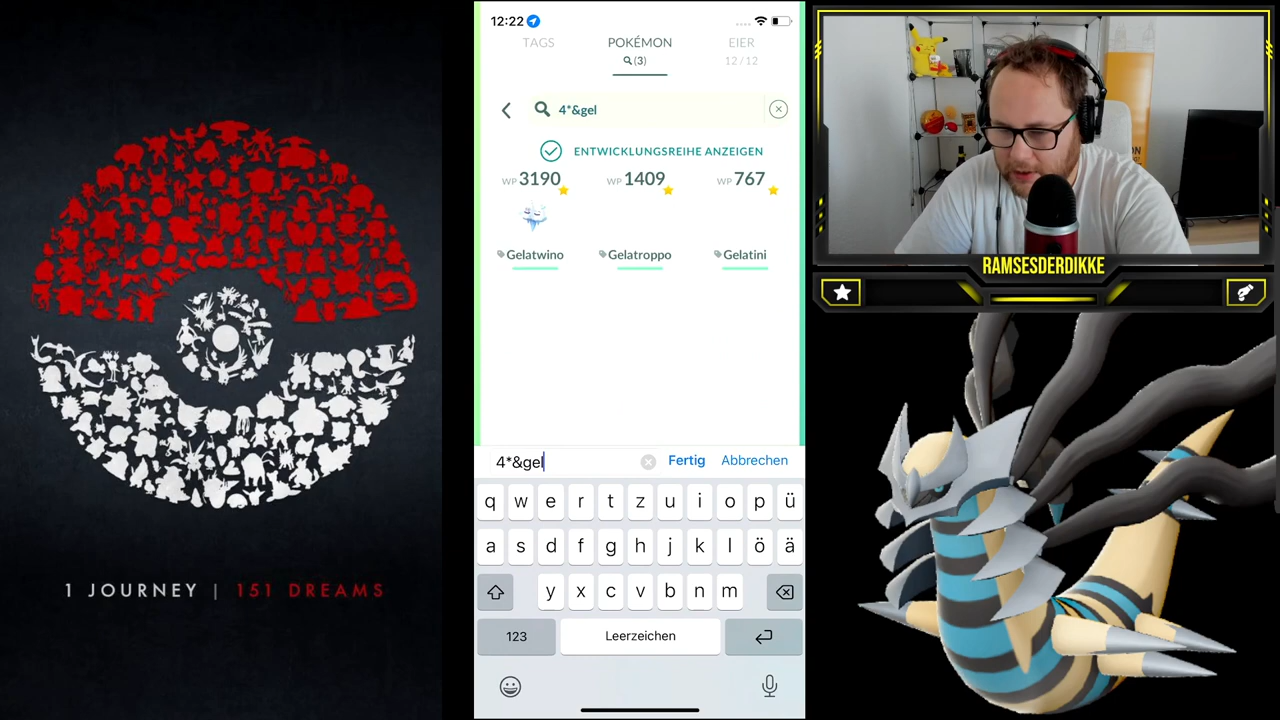 1 JOURNEY | 151 DREAMS
12:22
TAGS
POKÉMON
(3)
EIER
12/12
4*&gel
ENTWICKLUNGSREIHE ANZEIGEN
WP 3190
WP 1409
WP 767
Gelatwino
Gelatroppo
Gelatini
4*&gel
Fertig
Abbrechen
q w e r t z u i o p ü
a s d f g h j k l ö ä
y x c v b n m
123
Leerzeichen
RAMSESDERDIKKE